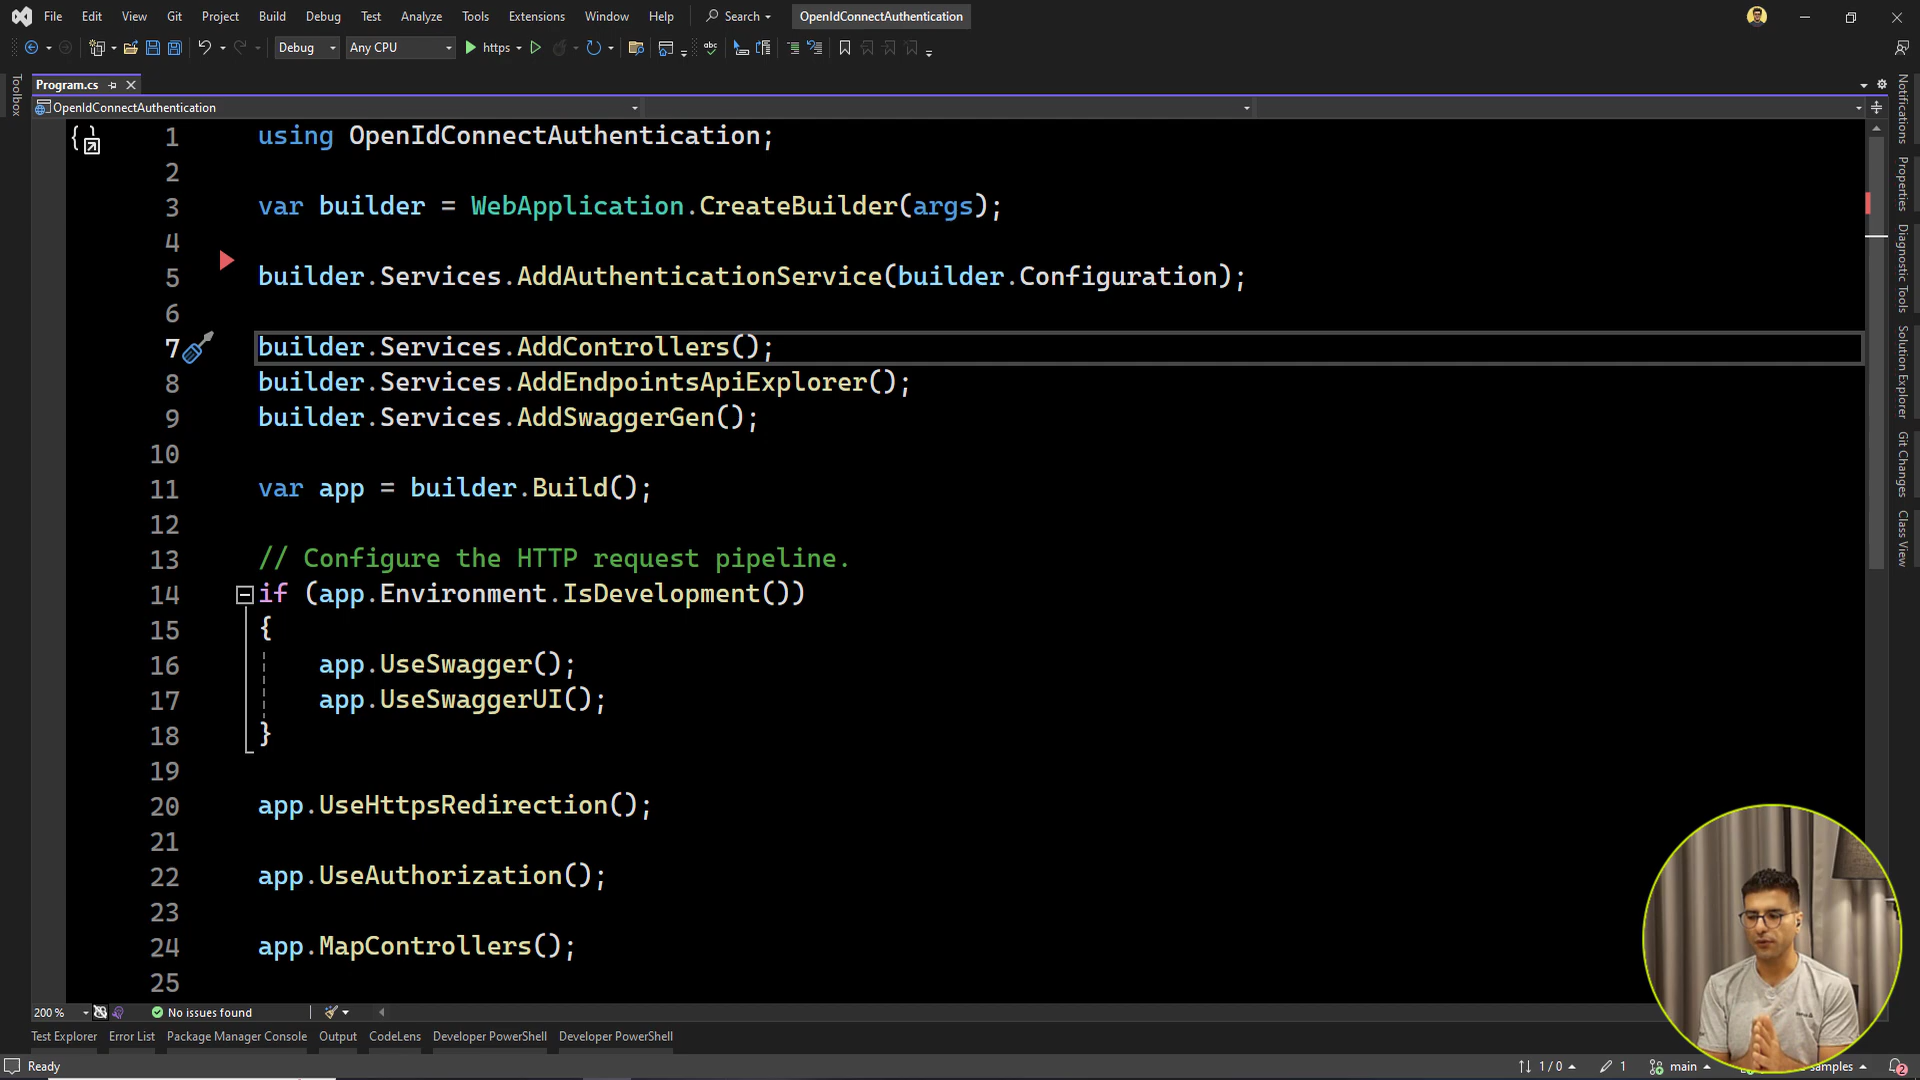 File Edit View Git Project Build Debug Test Analyze Tools Extensions Window Help Search OpenIdConnectAuthentication
Debug Any CPU https
Toolbox
Program.cs
OpenIdConnectAuthentication
1 using OpenIdConnectAuthentication;
2
3 var builder = WebApplication.CreateBuilder(args);
4
5 builder.Services.AddAuthenticationService(builder.Configuration);
6
7 builder.Services.AddControllers();
8 builder.Services.AddEndpointsApiExplorer();
9 builder.Services.AddSwaggerGen();
10
11 var app = builder.Build();
12
13 // Configure the HTTP request pipeline.
14 if (app.Environment.IsDevelopment())
15 {
16 app.UseSwagger();
17 app.UseSwaggerUI();
18 }
19
20 app.UseHttpsRedirection();
21
22 app.UseAuthorization();
23
24 app.MapControllers();
25
Notifications
Properties
Diagnostic Tools
Solution Explorer
Git Changes
Class View
200 % No issues found
Test Explorer Error List Package Manager Console Output CodeLens Developer PowerShell Developer PowerShell
Ready 1 / 0 1 main amples 2